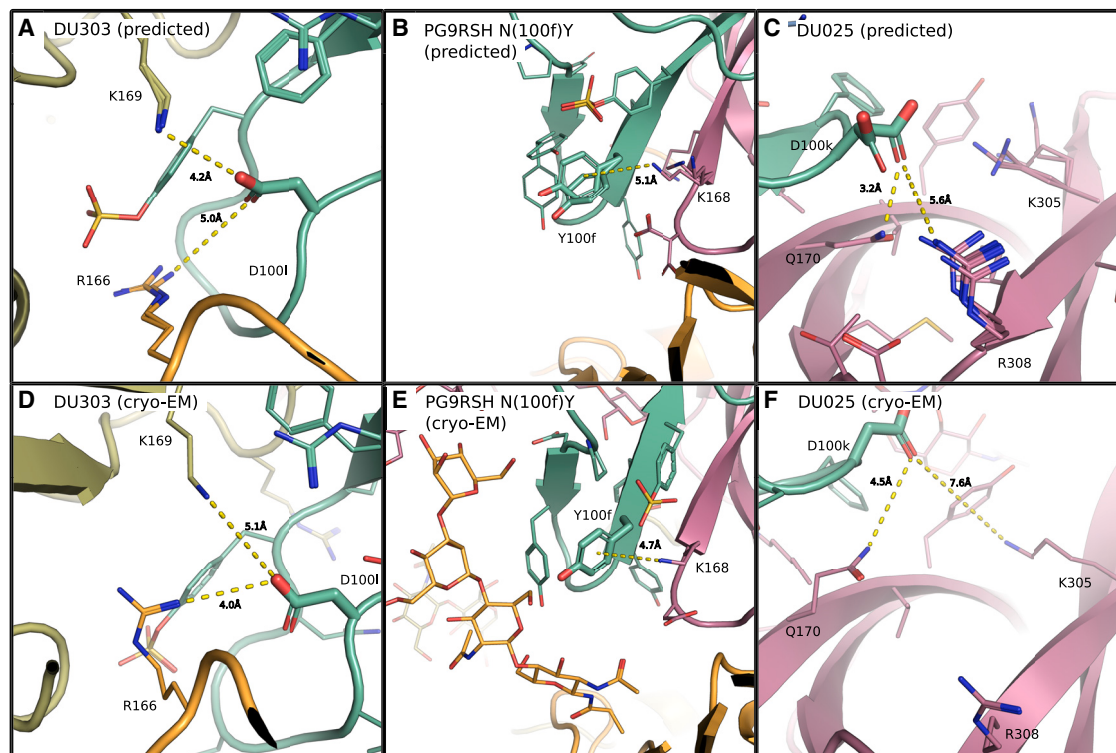 A DU303 (predicted)
K169
4.2Å
5.0Å
R166
D100l
B PG9RSH N(100f)Y
(predicted)
5.1Å
K168
Y100f
C DU025 (predicted)
D100k
3.2Å
5.6Å
K305
Q170
R308
D DU303 (cryo-EM)
K169
5.1Å
D100l
4.0Å
R166
E PG9RSH N(100f)Y
(cryo-EM)
Y100f
4.7Å
K168
F DU025 (cryo-EM)
D100k
4.5Å
7.6Å
K305
Q170
R308